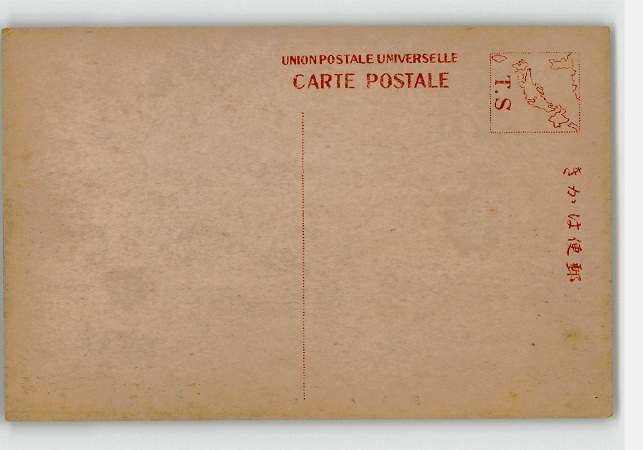 UNION POSTALE UNIVERSELLE
CARTE POSTALE
T.S
きかは便郵